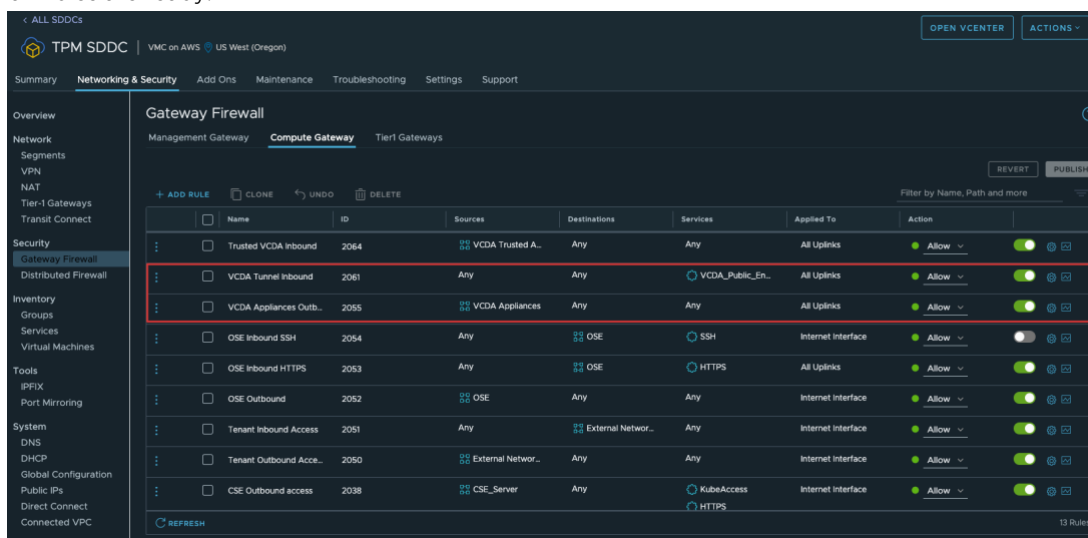 < ALL SDDCs
TPM SDDC | VMC on AWS US West (Oregon)
OPEN VCENTER
ACTIONS
Summary Networking & Security Add Ons Maintenance Troubleshooting Settings Support
Overview
Network
Segments
VPN
NAT
Tier-1 Gateways
Transit Connect
Security
Gateway Firewall
Distributed Firewall
Inventory
Groups
Services
Virtual Machines
Tools
IPFIX
Port Mirroring
System
DNS
DHCP
Global Configuration
Public IPs
Direct Connect
Connected VPC
Gateway Firewall
Management Gateway Compute Gateway Tier1 Gateways
REVERT PUBLISH
+ ADD RULE CLONE UNDO DELETE
Filter by Name, Path and more
Name ID Sources Destinations Services Applied To Action
Trusted VCDA Inbound 2064 VCDA Trusted A... Any Any All Uplinks Allow
VCDA Tunnel Inbound 2061 Any Any VCDA_Public_En... All Uplinks Allow
VCDA Appliances Outb... 2055 VCDA Appliances Any Any All Uplinks Allow
OSE Inbound SSH 2054 Any OSE SSH Internet Interface Allow
OSE Inbound HTTPS 2053 Any OSE HTTPS All Uplinks Allow
OSE Outbound 2052 OSE Any Any Internet Interface Allow
Tenant Inbound Access 2051 Any External Networ... Any Internet Interface Allow
Tenant Outbound Acce... 2050 External Networ... Any Any Internet Interface Allow
CSE Outbound access 2038 CSE_Server Any KubeAccess Internet Interface Allow
HTTPS
REFRESH
13 Rules